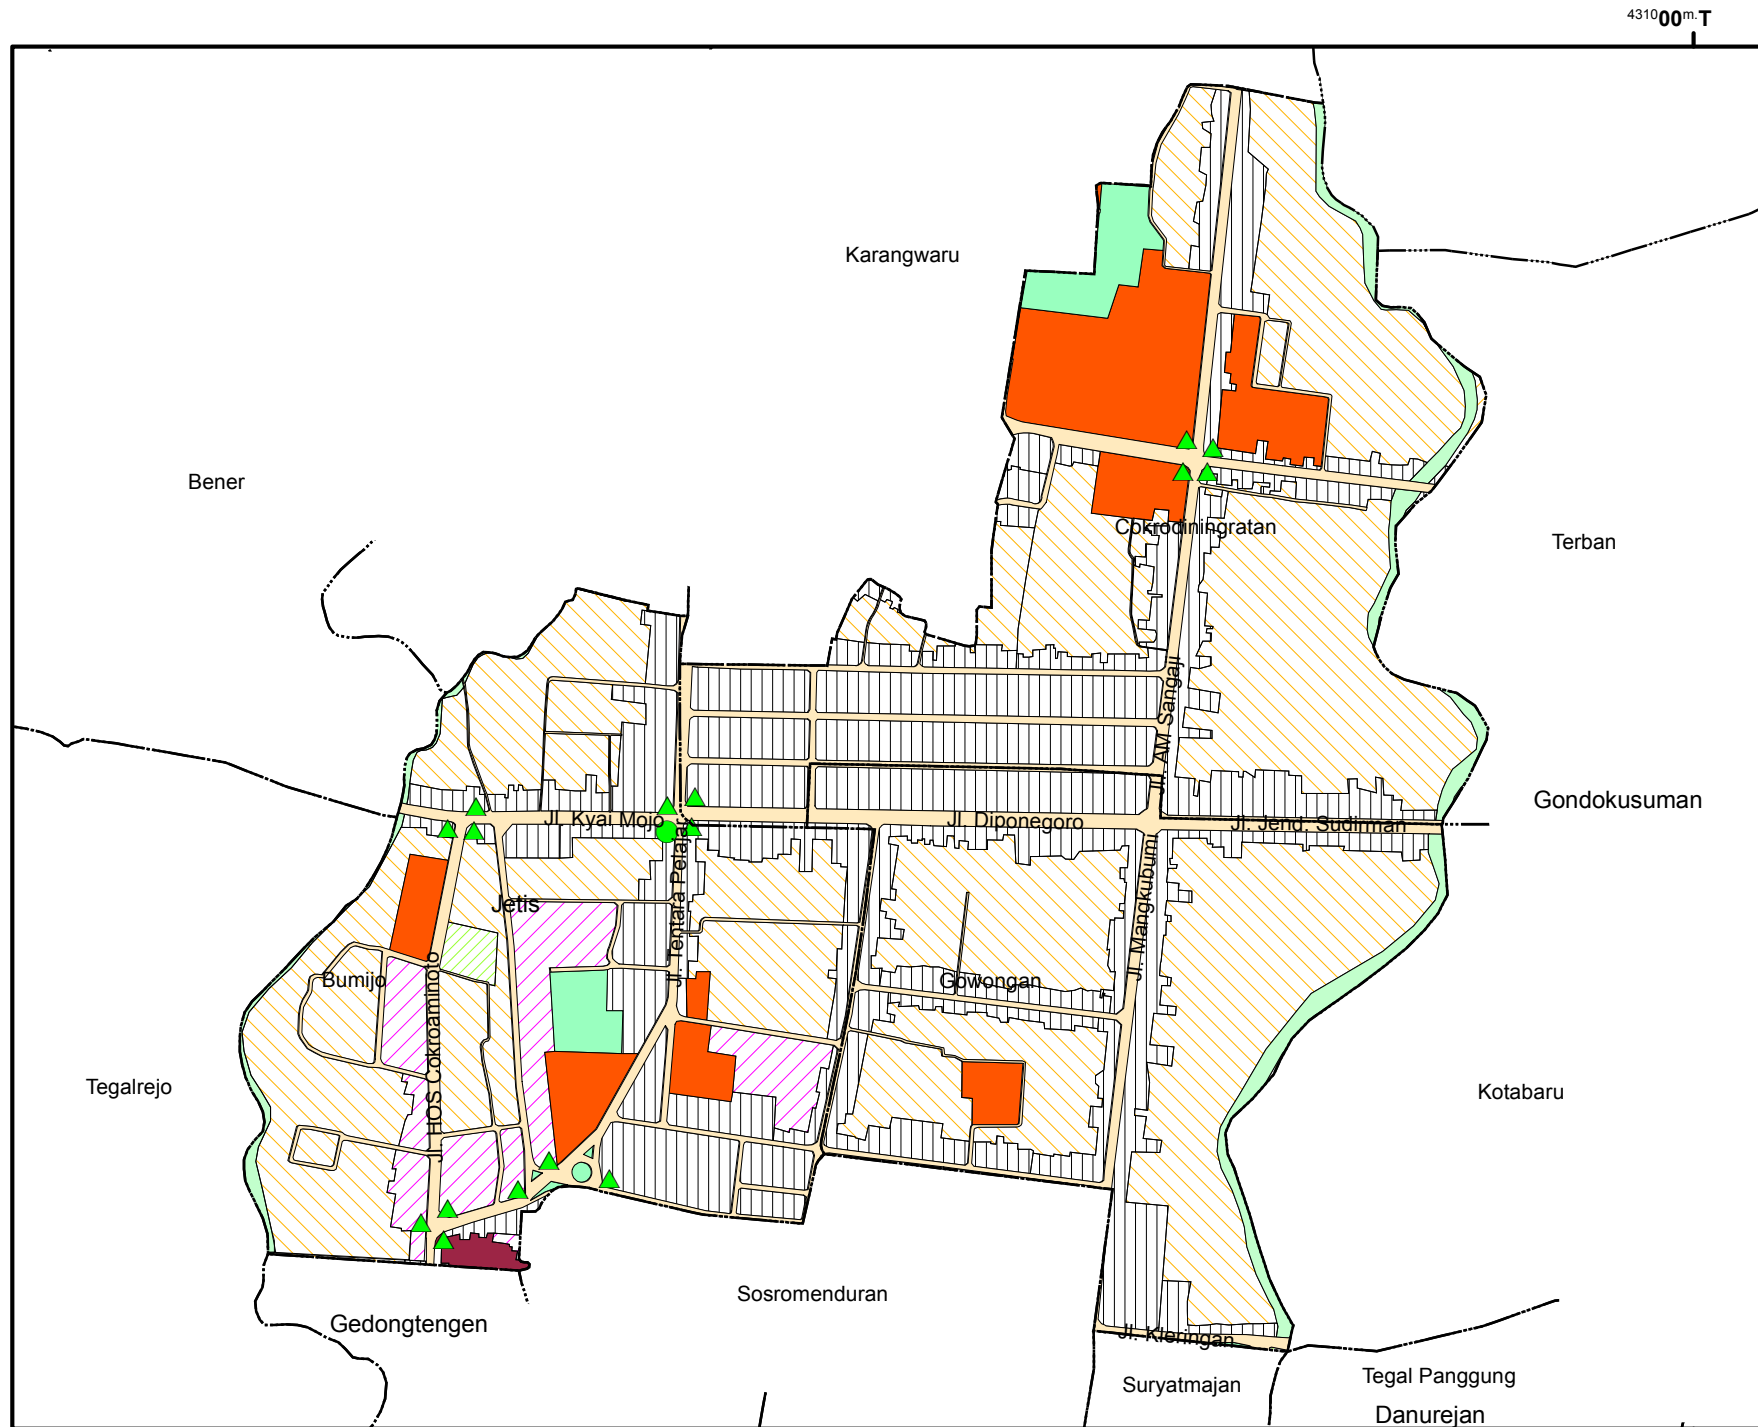 431000m.T
Karangwaru
Bener
Cokrodiningratan
Terban
Jl. AM Sangaji
Gondokusuman
Jl. Kyai Mojo
Jl. Diponegoro
Jl. Jend. Sudirman
Jl. Tentara Pelajar
Jl. Mangkubumi
Jetis
Bumijo
Gowongan
Jl. HOS Cokroaminoto
Tegalrejo
Kotabaru
Sosromenduran
Gedongtengen
Jl. Kleringan
Suryatmajan
Tegal Panggung
Danurejan